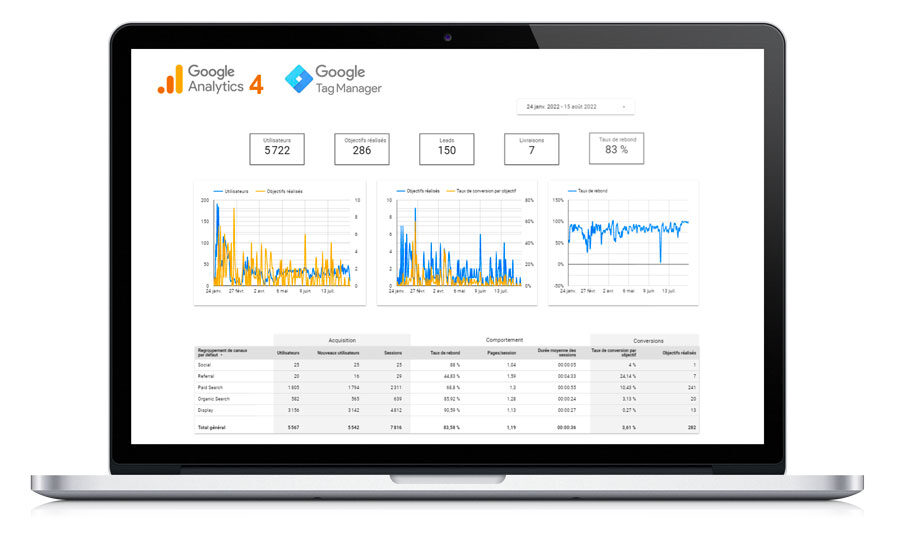 Google Analytics 4
Google Tag Manager
24 janv. 2022 - 15 août 2022
Utilisateurs
5 722
Objectifs réalisés
286
Leads
150
Livraisons
7
Taux de rebond
83 %
Utilisateurs Objectifs réalisés
200 10
150 8
6
100
4
50
2
0 0
24 janv. 27 févr. 2 avr. 6 mai 9 juin 13 juil.
Objectifs réalisés Taux de conversion par objectif
10 80%
8
60%
6
40%
4
20%
2
0 0%
24 janv. 27 févr. 2 avr. 6 mai 9 juin 13 juil.
Taux de rebond
150%
100%
50%
0%
-50%
24 janv. 27 févr. 2 avr. 6 mai 9 juin 13 juil.
Acquisition Comportement Conversions
Regroupement de canaux par défaut Utilisateurs Nouveaux utilisateurs Sessions Taux de rebond Pages/session Durée moyenne des sessions Taux de conversion par objectif Objectifs réalisés
Social 25 25 25 88 % 1.04 00:00:05 4 % 1
Referral 20 16 29 44,83 % 1.59 00:04:33 24,14 % 7
Paid Search 1 805 1 794 2 311 68,8 % 1.3 00:00:55 10,43 % 241
Organic Search 582 565 639 85,92 % 1.28 00:00:24 3,13 % 20
Display 3 156 3 142 4 812 90,59 % 1.13 00:00:27 0,27 % 13
Total général 5 567 5 542 7 816 83,58 % 1,19 00:00:36 3,61 % 282